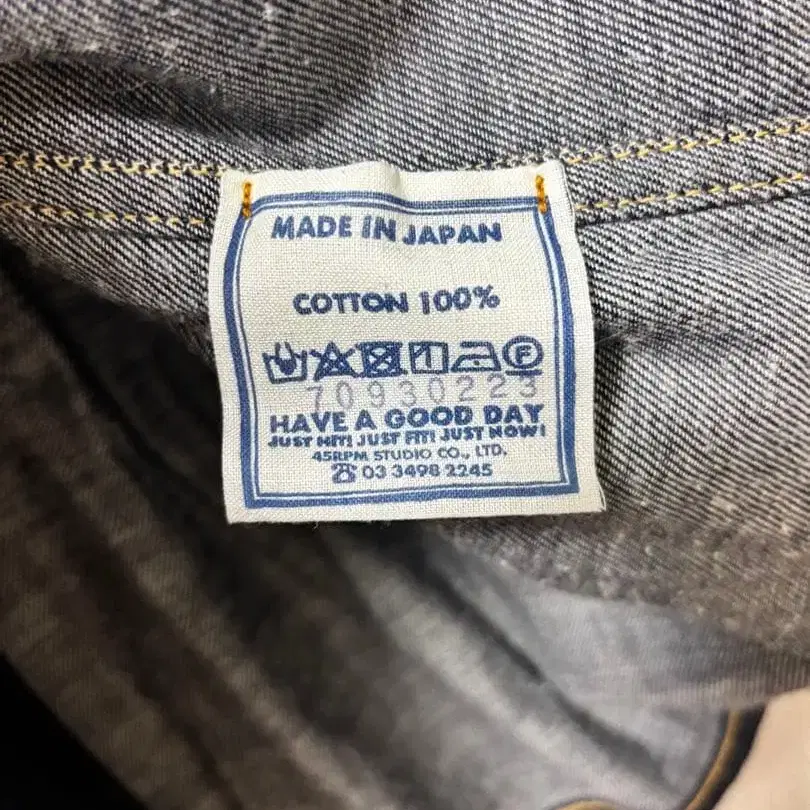 MADE IN JAPAN
COTTON 100%
70930223
HAVE A GOOD DAY
JUST HIT! JUST FIT! JUST NOW!
45RPM STUDIO CO., LTD.
☎ 03 3498 2245